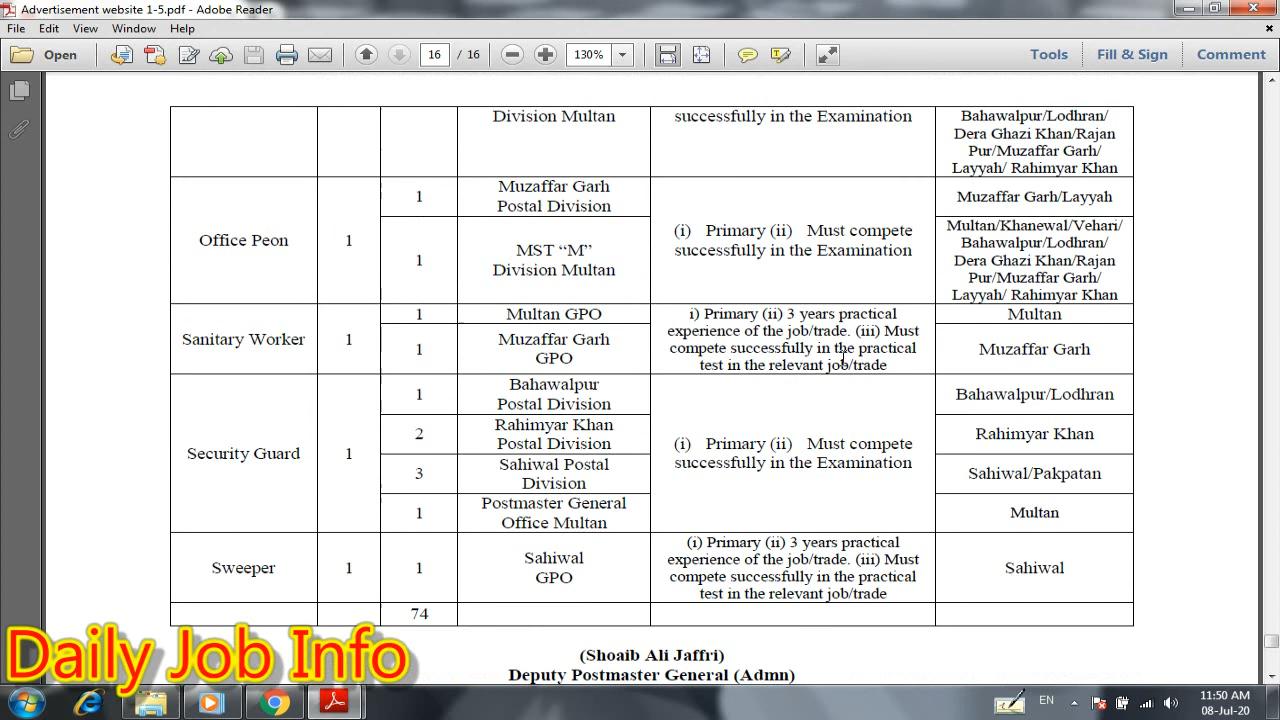 Advertisement website 1-5.pdf - Adobe Reader
File Edit View Window Help
Open 16 / 16 130% Tools Fill & Sign Comment
Division Multan
successfully in the Examination
Bahawalpur/Lodhran/
Dera Ghazi Khan/Rajan
Pur/Muzaffar Garh/
Layyah/ Rahimyar Khan
Office Peon
1
1
Muzaffar Garh
Postal Division
(i) Primary (ii) Must compete
successfully in the Examination
Muzaffar Garh/Layyah
1
MST “M”
Division Multan
Multan/Khanewal/Vehari/
Bahawalpur/Lodhran/
Dera Ghazi Khan/Rajan
Pur/Muzaffar Garh/
Layyah/ Rahimyar Khan
Sanitary Worker
1
1
Multan GPO
i) Primary (ii) 3 years practical
experience of the job/trade. (iii) Must
compete successfully in the practical
test in the relevant job/trade
Multan
1
Muzaffar Garh
GPO
Muzaffar Garh
Security Guard
1
1
Bahawalpur
Postal Division
(i) Primary (ii) Must compete
successfully in the Examination
Bahawalpur/Lodhran
2
Rahimyar Khan
Postal Division
Rahimyar Khan
3
Sahiwal Postal
Division
Sahiwal/Pakpatan
1
Postmaster General
Office Multan
Multan
Sweeper
1
1
Sahiwal
GPO
(i) Primary (ii) 3 years practical
experience of the job/trade. (iii) Must
compete successfully in the practical
test in the relevant job/trade
Sahiwal
74
(Shoaib Ali Jaffri)
Deputy Postmaster General (Admn)
Daily Job Info
EN
11:50 AM
08-Jul-20